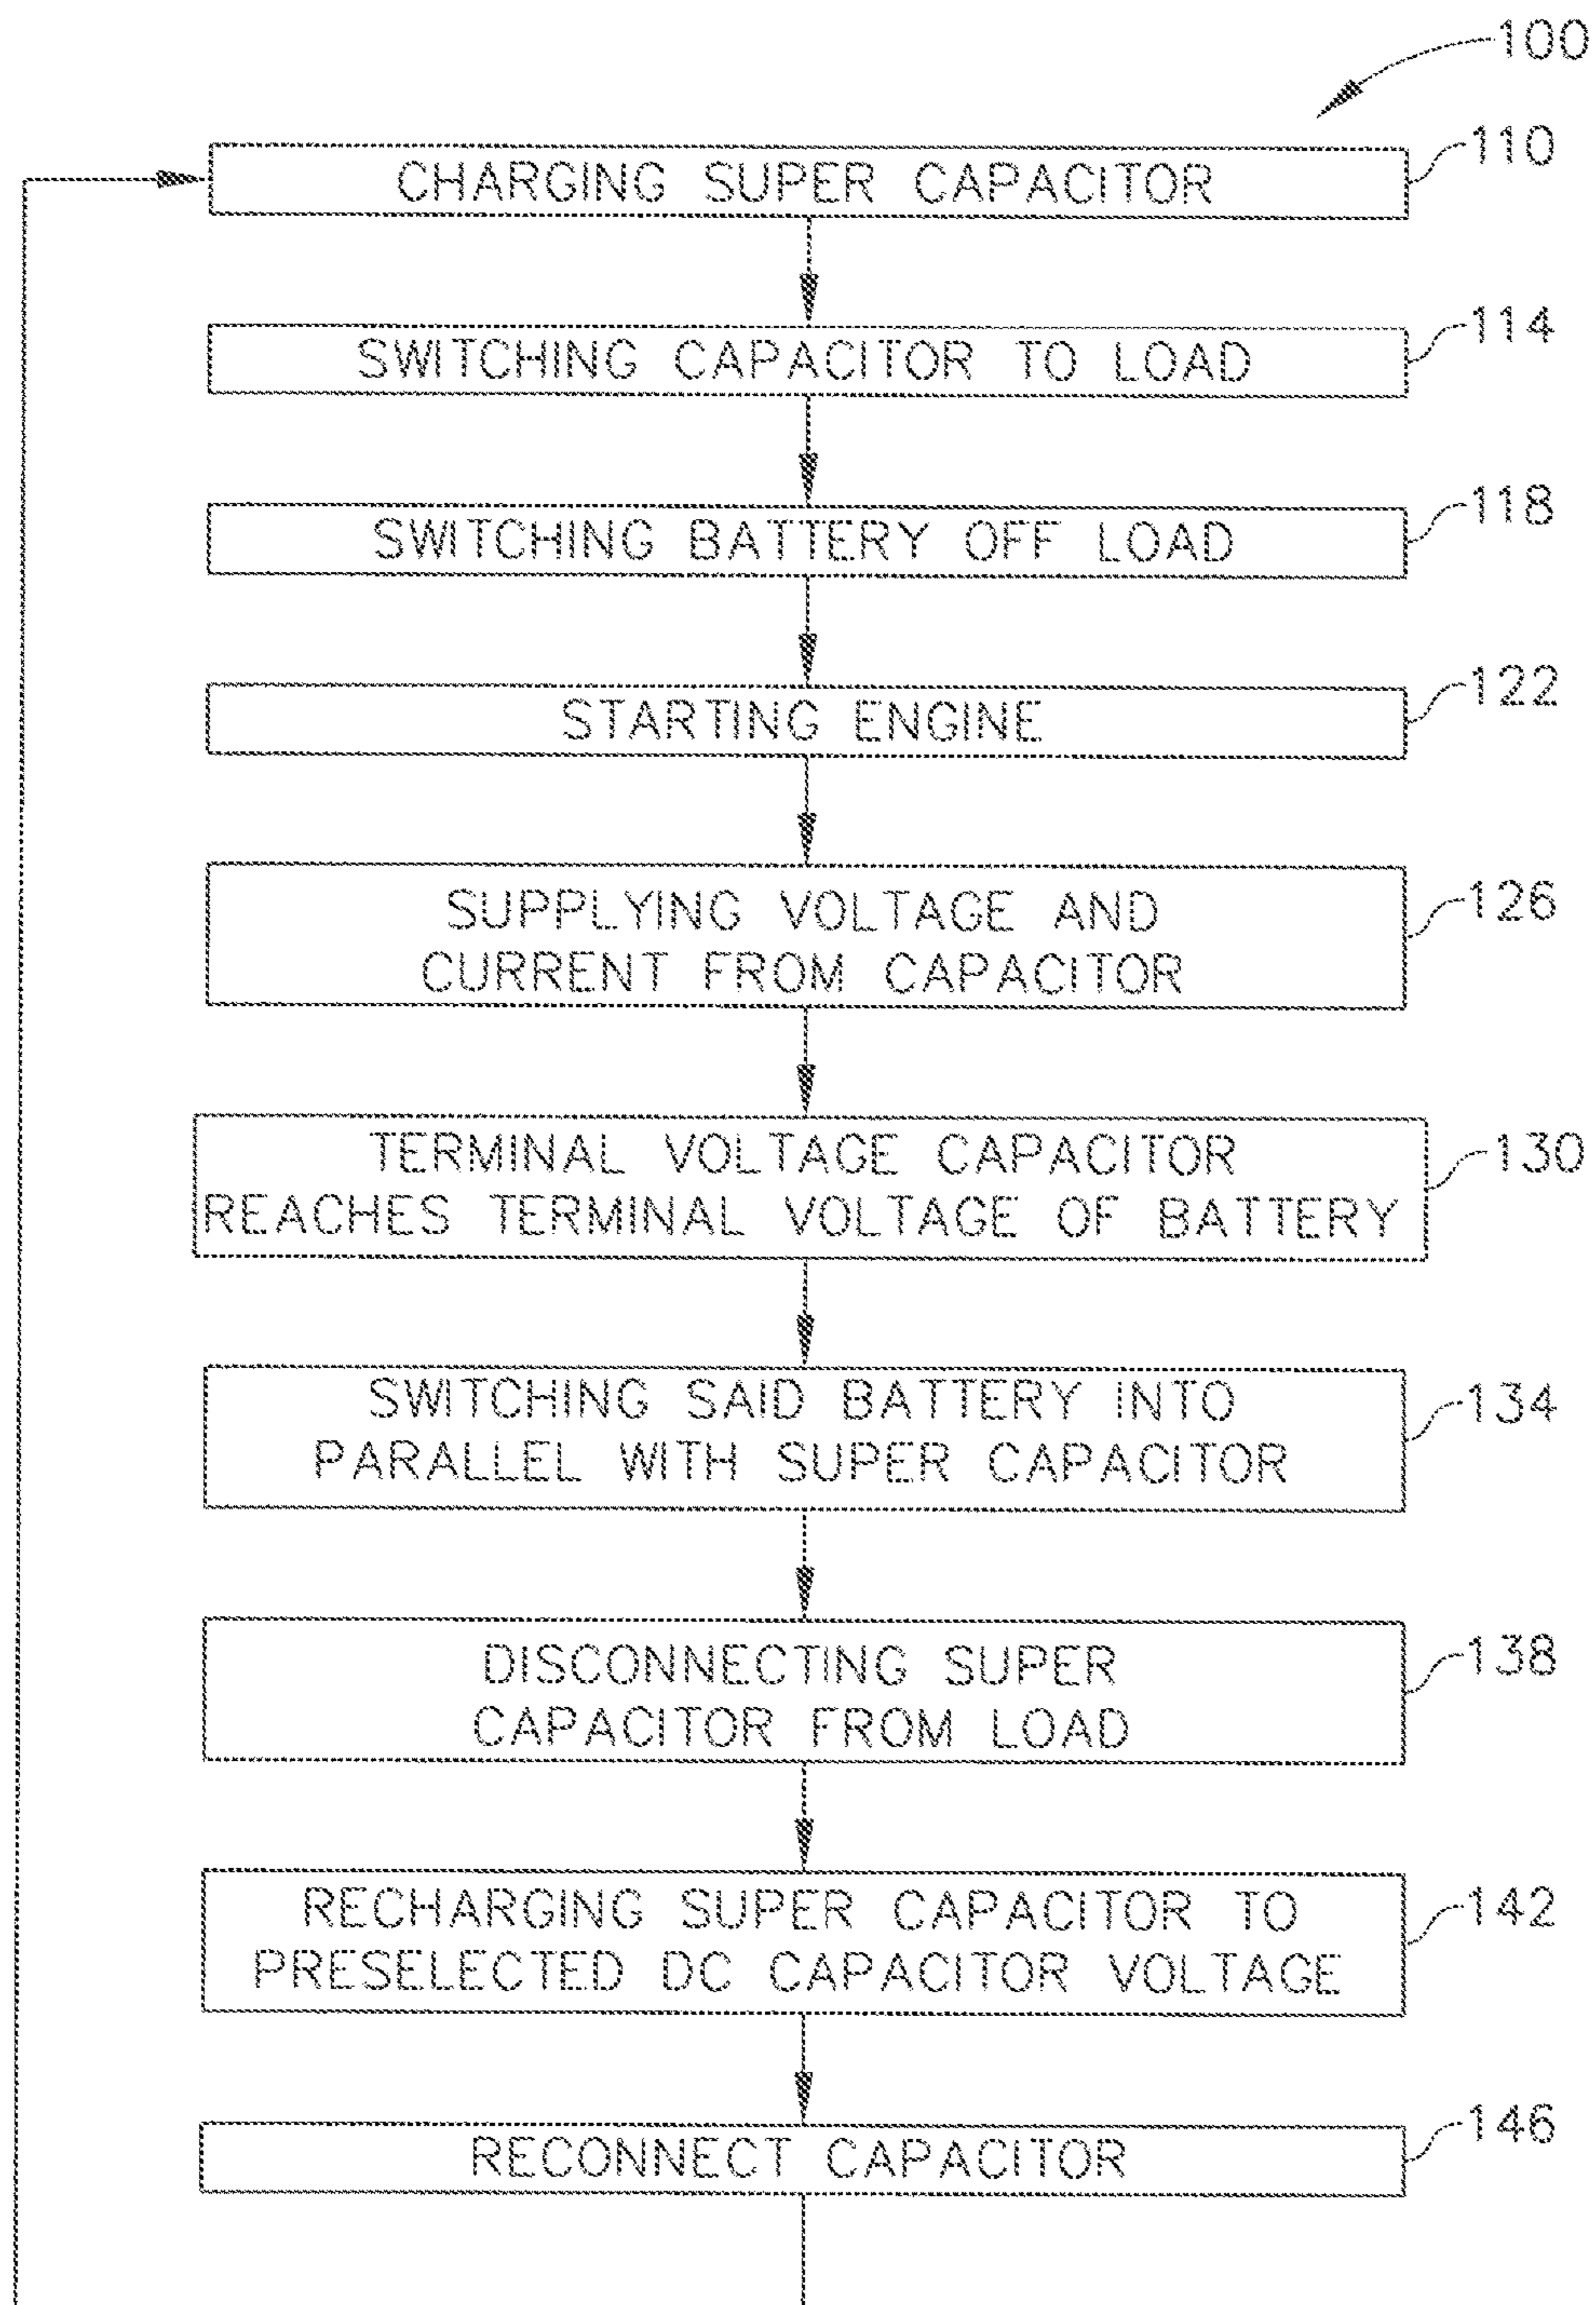 100
CHARGING SUPER CAPACITOR
110
SWITCHING CAPACITOR TO LOAD
114
SWITCHING BATTERY OFF LOAD
118
STARTING ENGINE
122
SUPPLYING VOLTAGE AND
CURRENT FROM CAPACITOR
126
TERMINAL VOLTAGE CAPACITOR
REACHES TERMINAL VOLTAGE OF BATTERY
130
SWITCHING SAID BATTERY INTO
PARALLEL WITH SUPER CAPACITOR
134
DISCONNECTING SUPER
CAPACITOR FROM LOAD
138
RECHARGING SUPER CAPACITOR TO
PRESELECTED DC CAPACITOR VOLTAGE
142
RECONNECT CAPACITOR
146